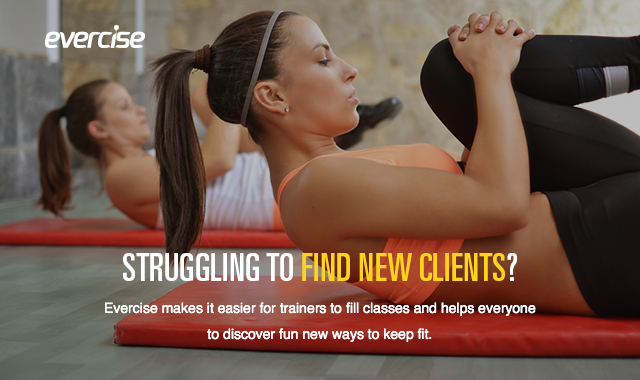 evercise
STRUGGLING TO FIND NEW CLIENTS?
Evercise makes it easier for trainers to fill classes and helps everyone
to discover fun new ways to keep fit.